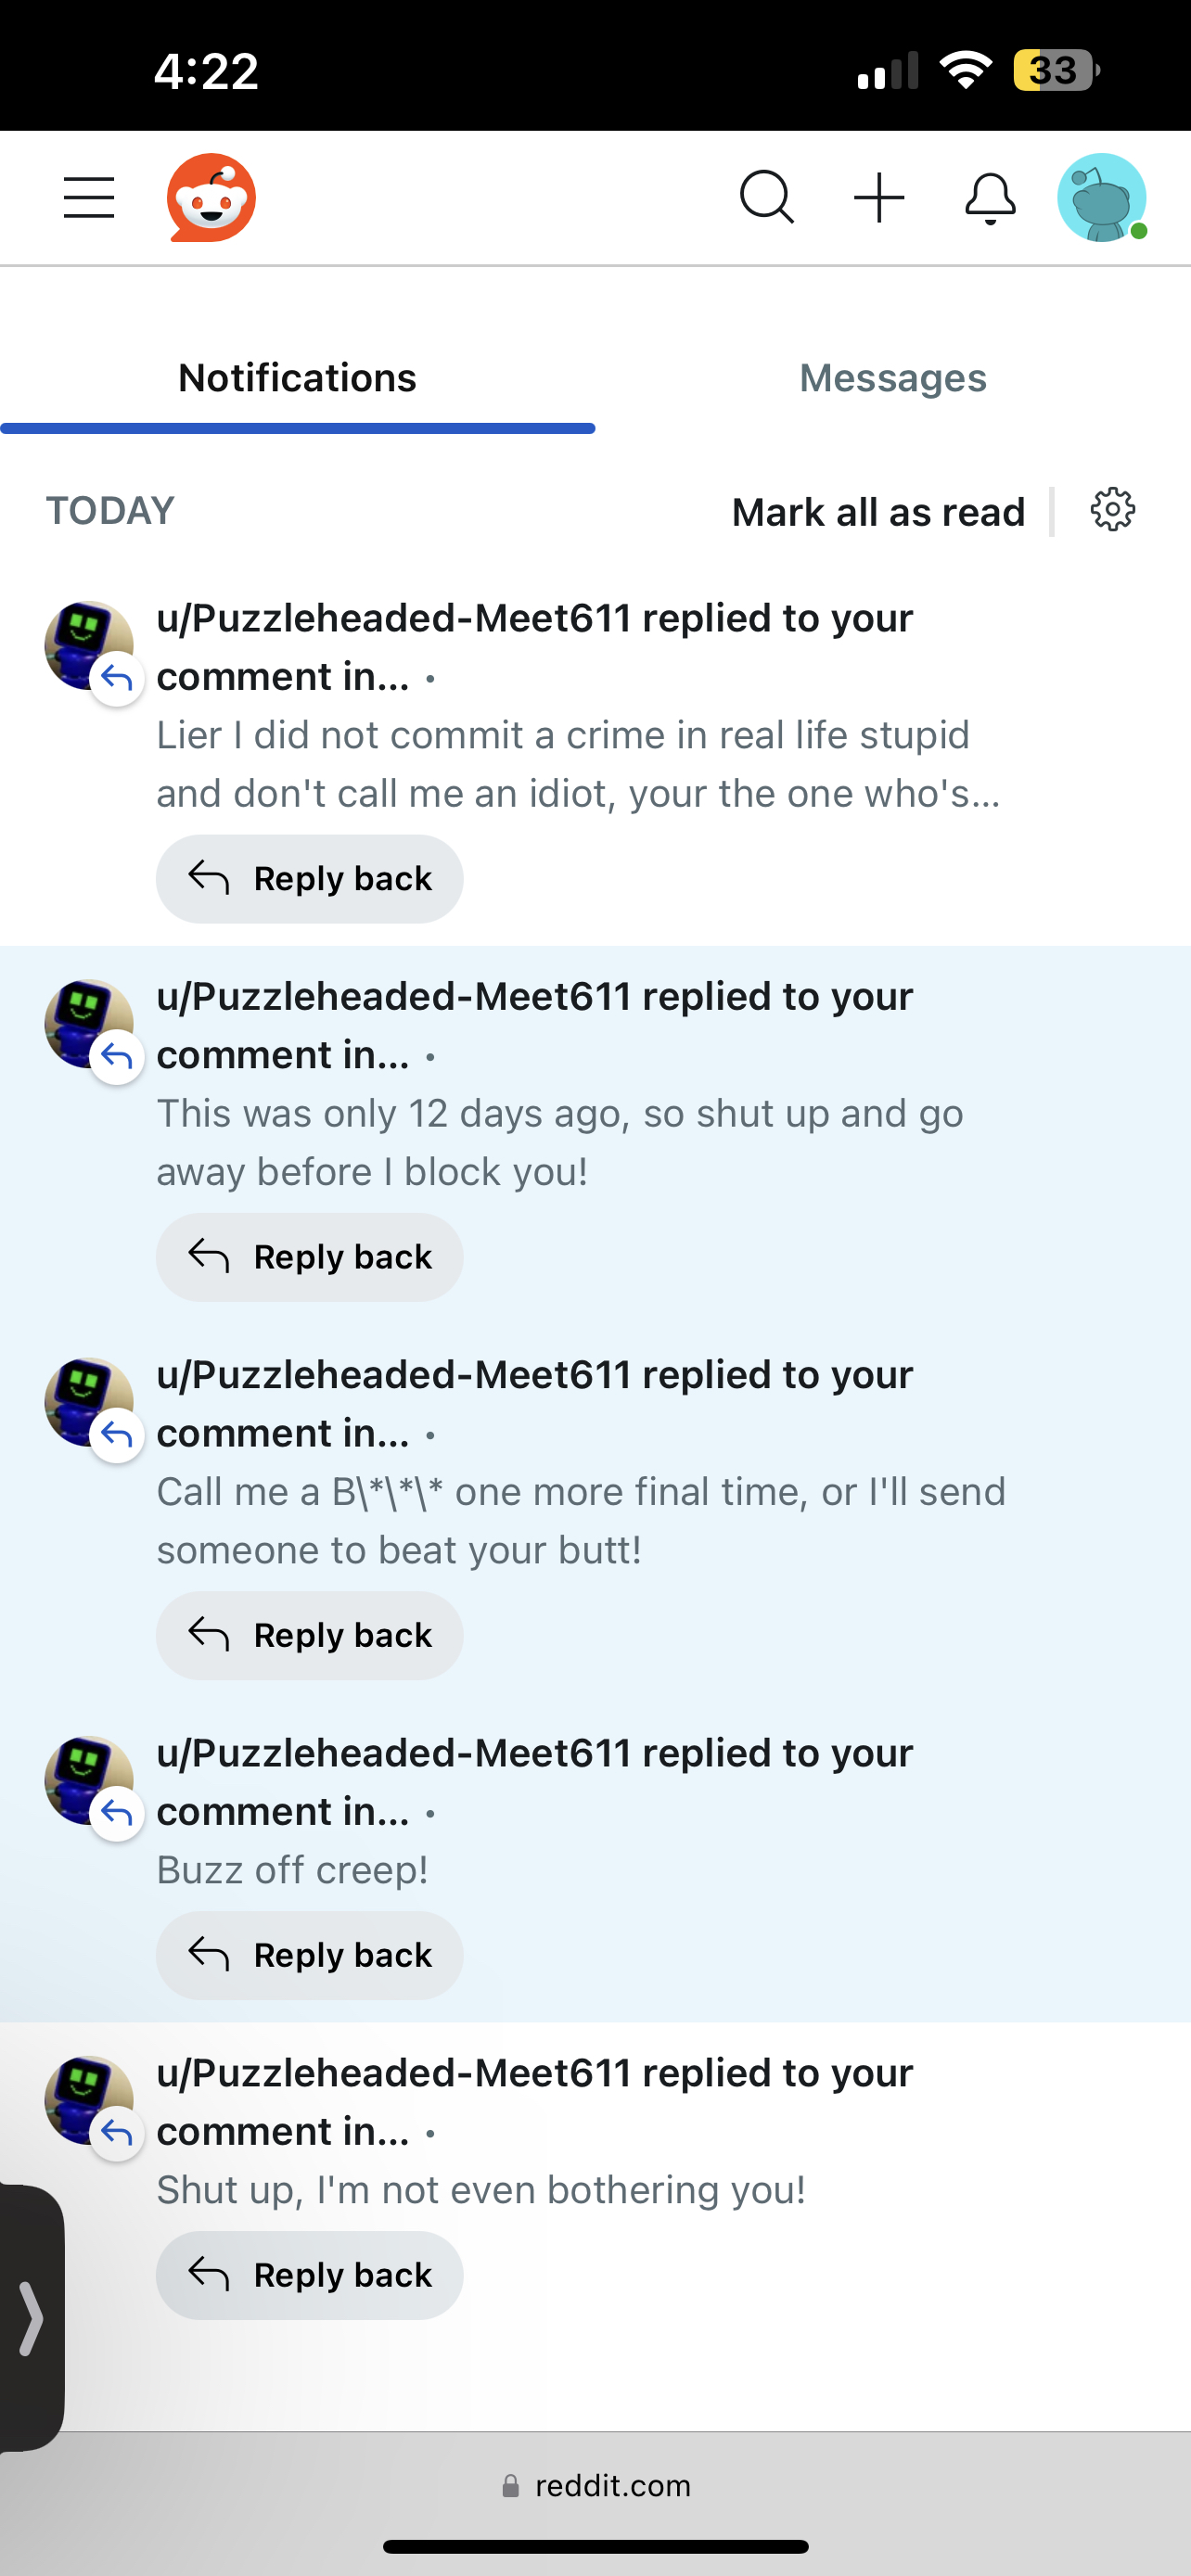 4:22
33
Notifications
Messages
TODAY
Mark all as read
u/Puzzleheaded-Meet611 replied to your
comment in... •
Lier I did not commit a crime in real life stupid
and don't call me an idiot, your the one who's...
Reply back
u/Puzzleheaded-Meet611 replied to your
comment in... •
This was only 12 days ago, so shut up and go
away before I block you!
Reply back
u/Puzzleheaded-Meet611 replied to your
comment in... •
Call me a B\*\*\* one more final time, or I'll send
someone to beat your butt!
Reply back
u/Puzzleheaded-Meet611 replied to your
comment in... •
Buzz off creep!
Reply back
u/Puzzleheaded-Meet611 replied to your
comment in... •
Shut up, I'm not even bothering you!
Reply back
reddit.com